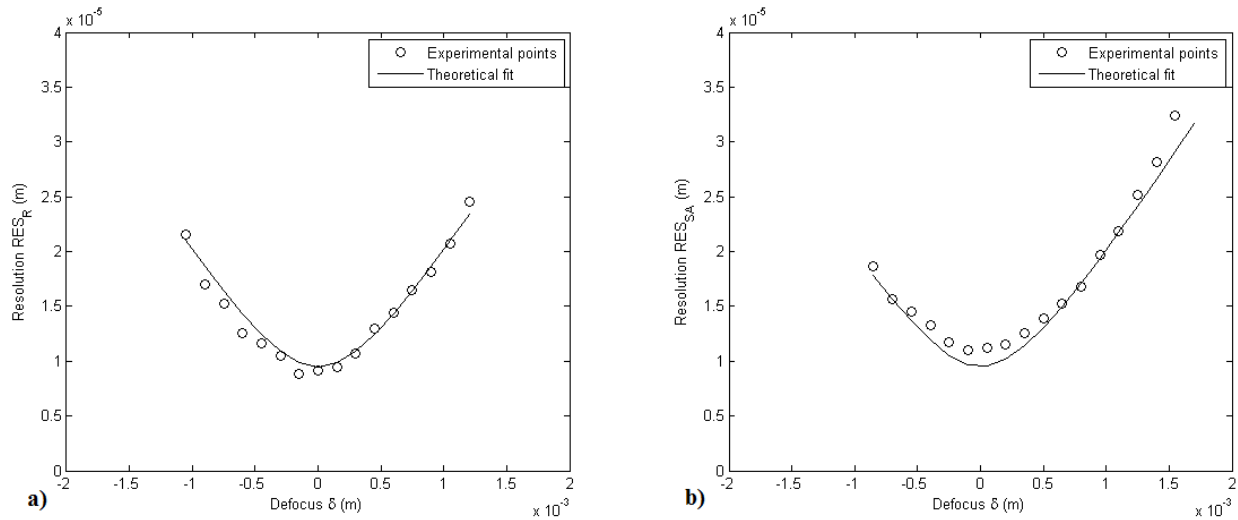 x 10⁻⁵
4
3.5
3
2.5
2
1.5
1
0.5
0
Resolution RES_R (m)
Experimental points
Theoretical fit
-2 -1.5 -1 -0.5 0 0.5 1 1.5 2
Defocus δ (m)
x 10⁻³
a)
x 10⁻⁵
4
3.5
3
2.5
2
1.5
1
0.5
0
Resolution RES_SA (m)
Experimental points
Theoretical fit
-2 -1.5 -1 -0.5 0 0.5 1 1.5 2
Defocus δ (m)
x 10⁻³
b)